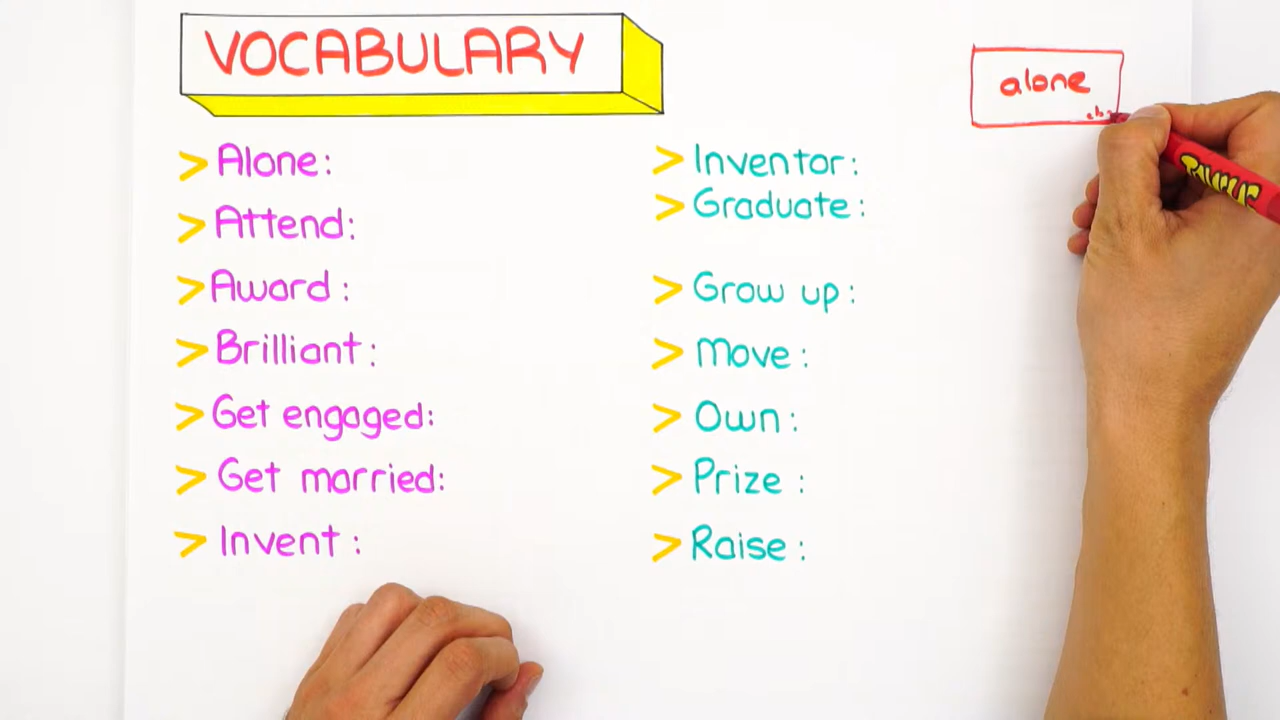 VOCABULARY
> Alone:
> Attend:
> Award:
> Brilliant:
> Get engaged:
> Get married:
> Invent:
> Inventor:
> Graduate:
> Grow up:
> Move:
> Own:
> Prize:
> Raise:
alone